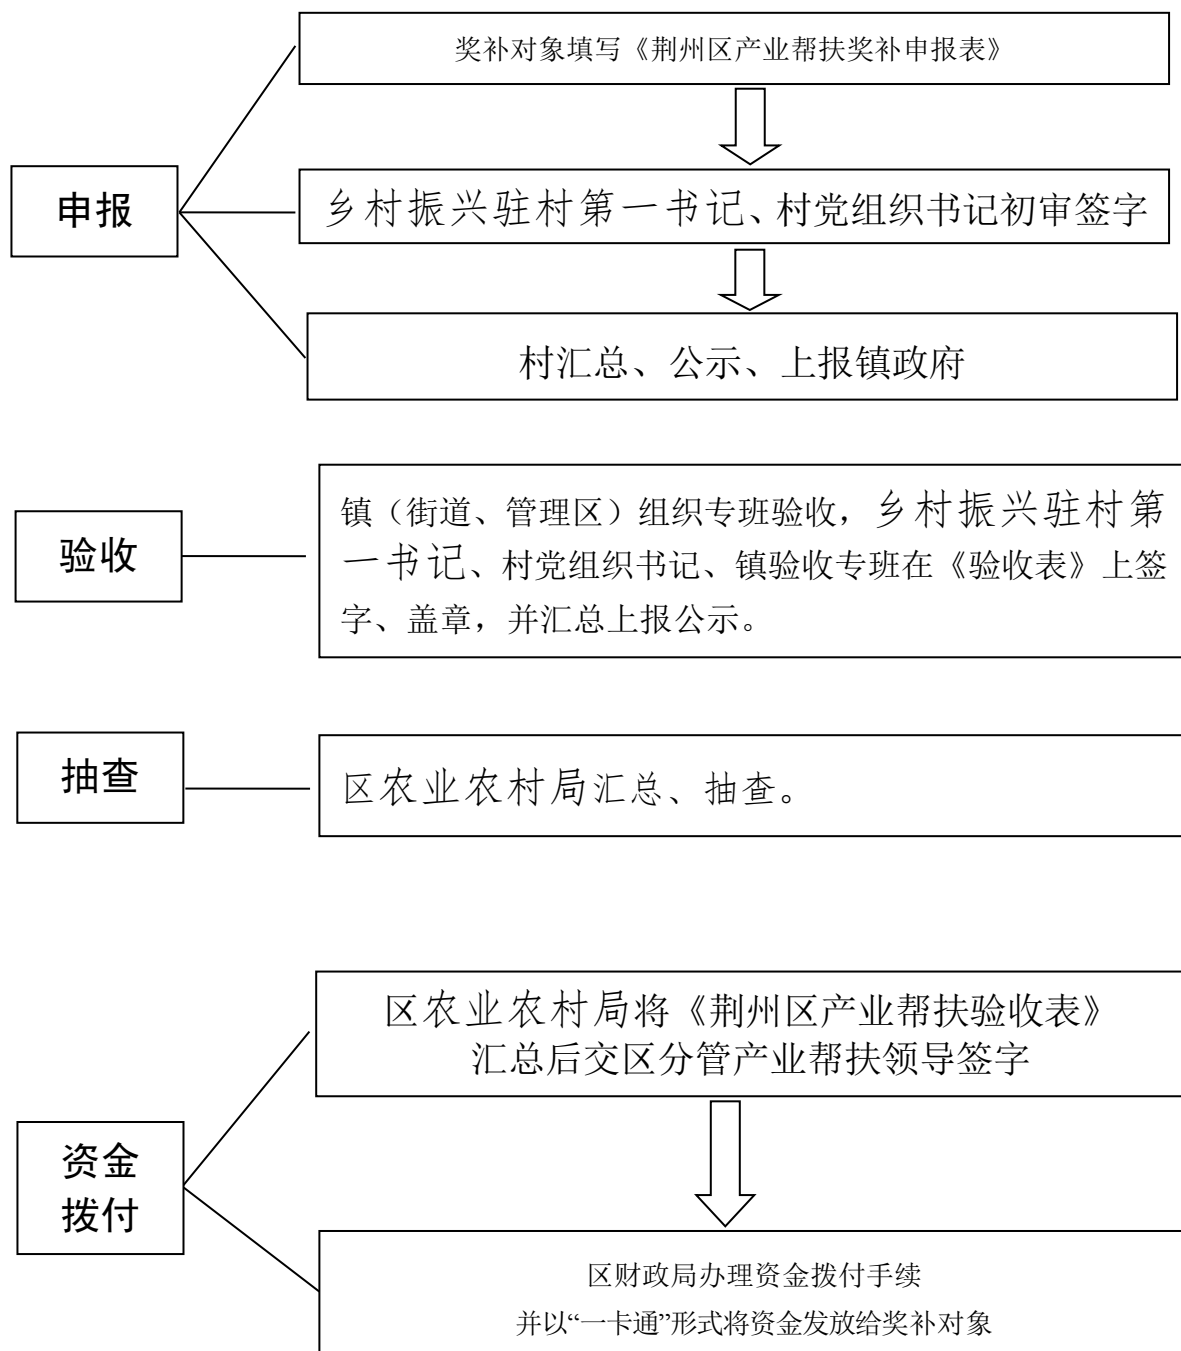 奖补对象填写《荆州区产业帮扶奖补申报表》
申报
乡村振兴驻村第一书记、村党组织书记初审签字
村汇总、公示、上报镇政府
验收
镇（街道、管理区）组织专班验收，乡村振兴驻村第
一书记、村党组织书记、镇验收专班在《验收表》上签
字、盖章，并汇总上报公示。
抽查
区农业农村局汇总、抽查。
区农业农村局将《荆州区产业帮扶验收表》
汇总后交区分管产业帮扶领导签字
资金
拨付
区财政局办理资金拨付手续
并以“一卡通”形式将资金发放给奖补对象